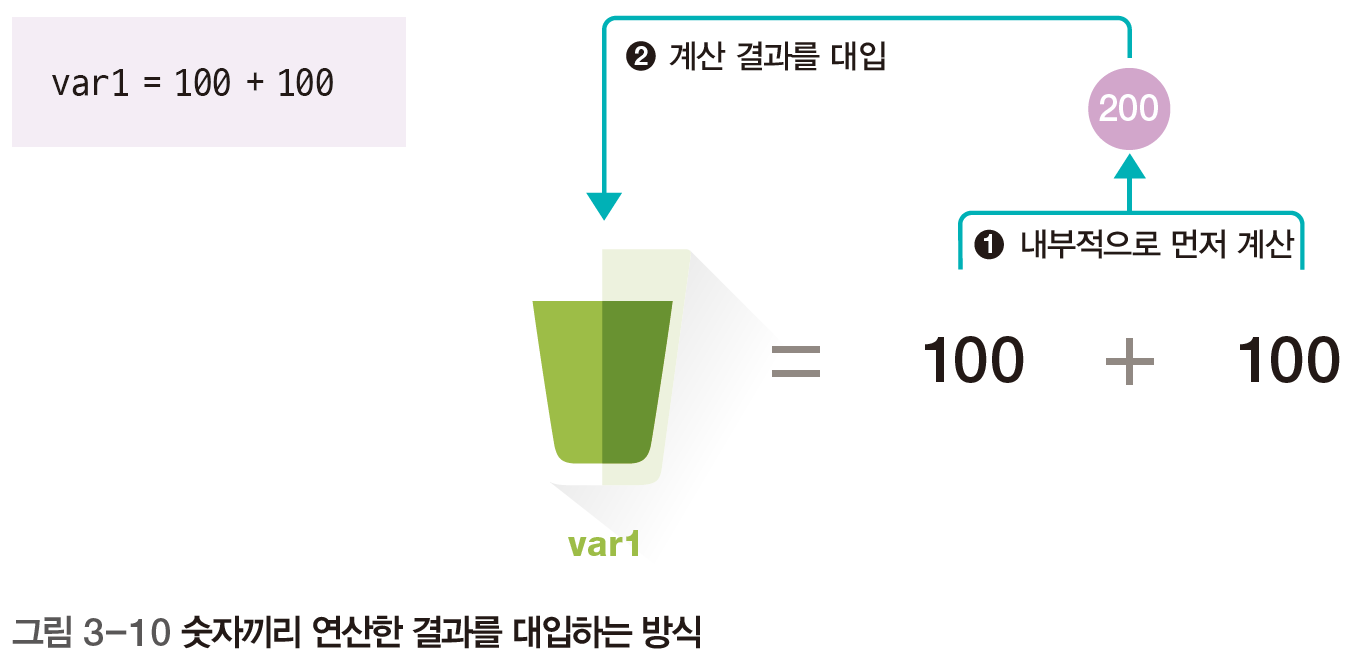 var1 = 100 + 100
❷ 계산 결과를 대입
200
❶ 내부적으로 먼저 계산
= 100 + 100
var1
그림 3-10 숫자끼리 연산한 결과를 대입하는 방식